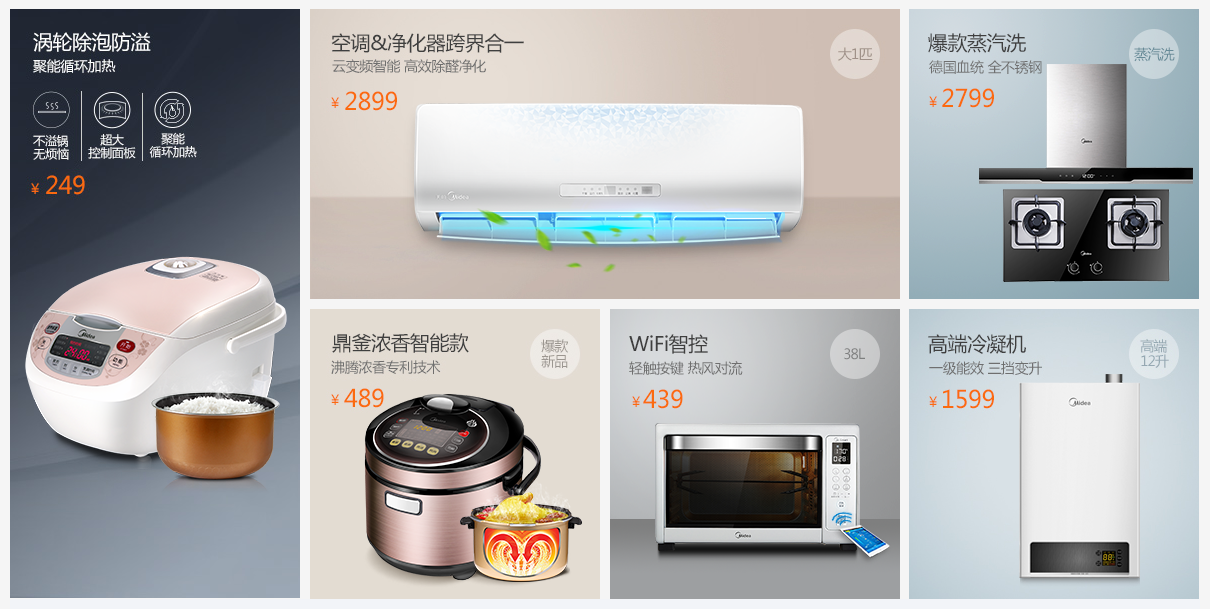 涡轮除泡防溢
聚能循环加热
不溢锅
无烦恼
超大
控制面板
聚能
循环加热
¥ 249
Midea
空调&净化器跨界合一
云变频智能 高效除醛净化
¥ 2899
大1匹
Midea
爆款蒸汽洗
德国血统 全不锈钢
¥ 2799
蒸汽洗
Midea
Midea
鼎釜浓香智能款
沸腾浓香专利技术
¥ 489
爆款
新品
WiFi智控
轻触按键 热风对流
¥ 439
38L
Midea
高端冷凝机
一级能效 三挡变升
¥ 1599
高端
12升
Midea